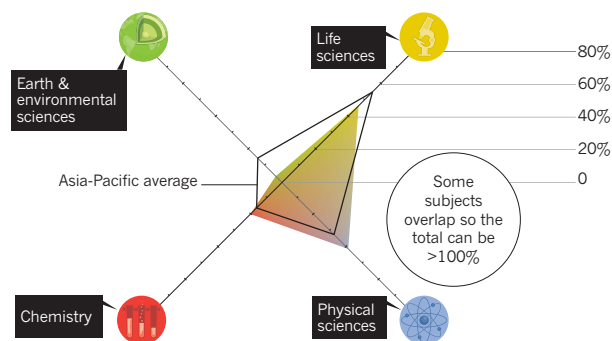 Life
sciences
80%
60%
40%
20%
0
Earth &
environmental
sciences
Asia-Pacific average
Some
subjects
overlap so the
total can be
>100%
Chemistry
Physical
sciences